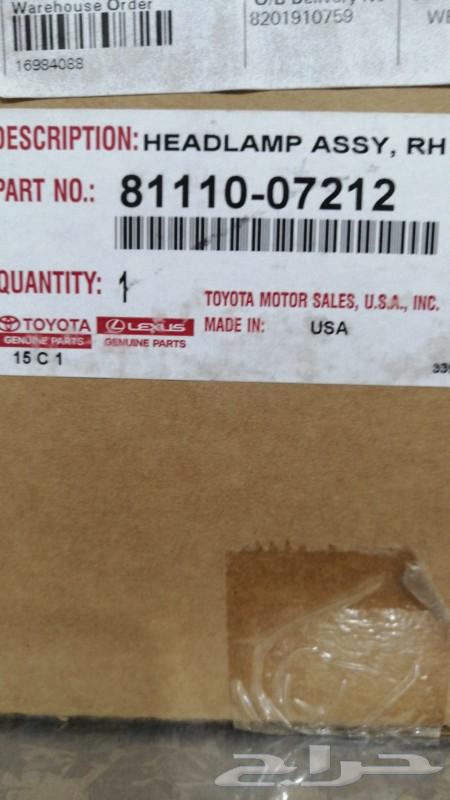 Warehouse Order
8201910759
16984088
DESCRIPTION: HEADLAMP ASSY, RH
PART NO.: 81110-07212
QUANTITY: 1
TOYOTA MOTOR SALES, U.S.A., INC.
TOYOTA LEXUS MADE IN: USA
GENUINE PARTS GENUINE PARTS
15 C 1
حراج